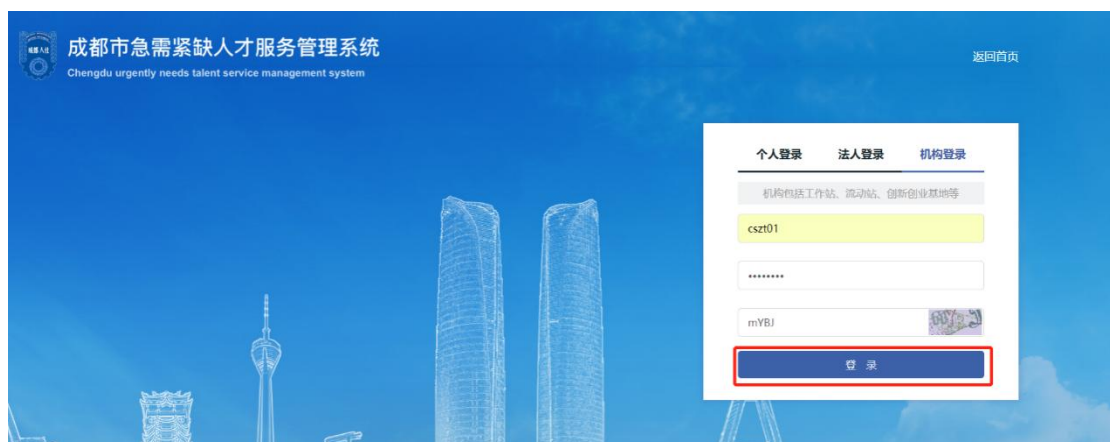 成都市急需紧缺人才服务管理系统
Chengdu urgently needs talent service management system
返回首页
个人登录 法人登录 机构登录
机构包括工作站、流动站、创新创业基地等
cszt01
••••••••
mYBJ
登 录